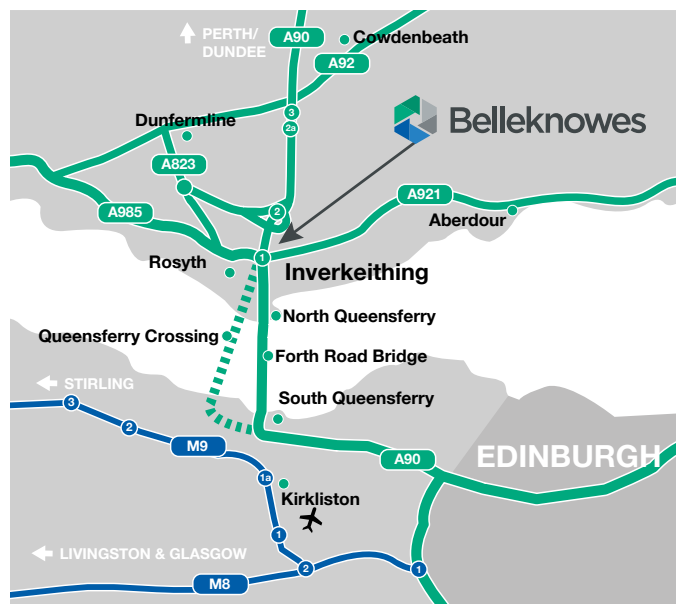 PERTH/
DUNDEE
A90
Cowdenbeath
A92
3
2a
Dunfermline
Belleknowes
A823
A921
A985
2
Aberdour
1
Rosyth
Inverkeithing
North Queensferry
Queensferry Crossing
Forth Road Bridge
STIRLING
South Queensferry
3
2
M9
A90
EDINBURGH
1a
Kirkliston
1
LIVINGSTON & GLASGOW
2
1
M8